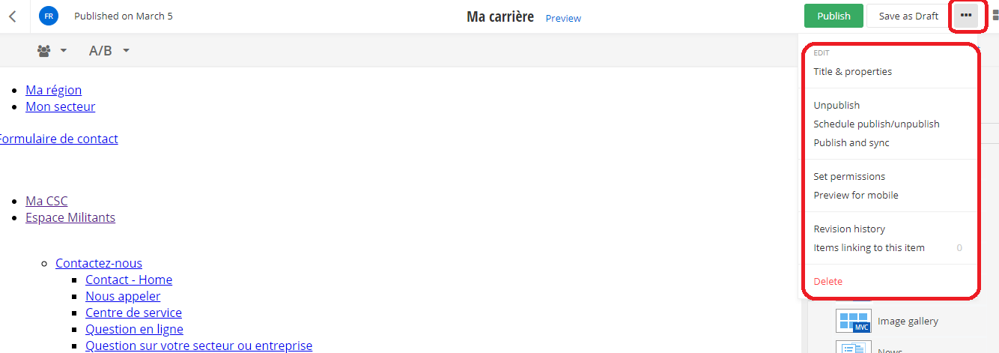 FR Published on March 5 Ma carrière Preview Publish Save as Draft •••
A/B
Ma région
Mon secteur
Formulaire de contact
Ma CSC
Espace Militants
Contactez-nous
Contact - Home
Nous appeler
Centre de service
Question en ligne
Question sur votre secteur ou entreprise
EDIT
Title & properties
Unpublish
Schedule publish/unpublish
Publish and sync
Set permissions
Preview for mobile
Revision history
Items linking to this item 0
Delete
MVC Image gallery
News